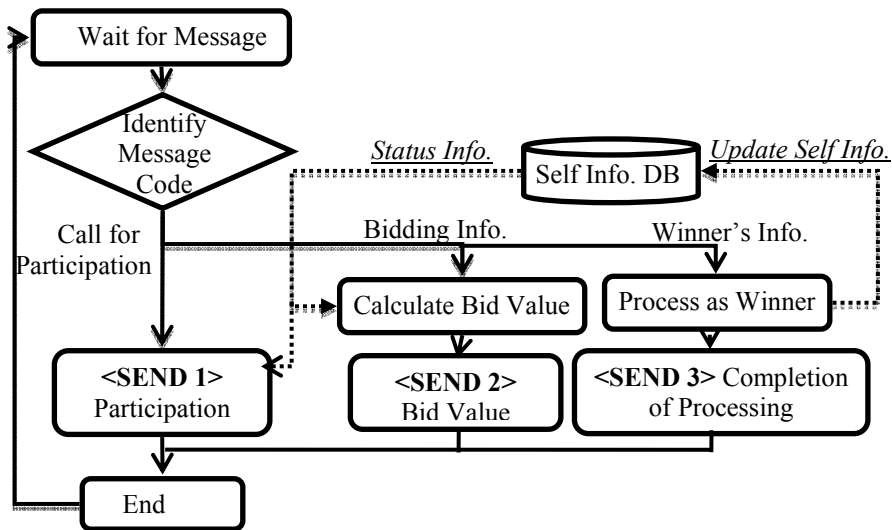 Wait for Message
Identify
Message
Code
Status Info.
Update Self Info.
Self Info. DB
Call for
Participation
Bidding Info.
Winner's Info.
Calculate Bid Value
Process as Winner
<SEND 1>
Participation
<SEND 2>
Bid Value
<SEND 3> Completion
of Processing
End